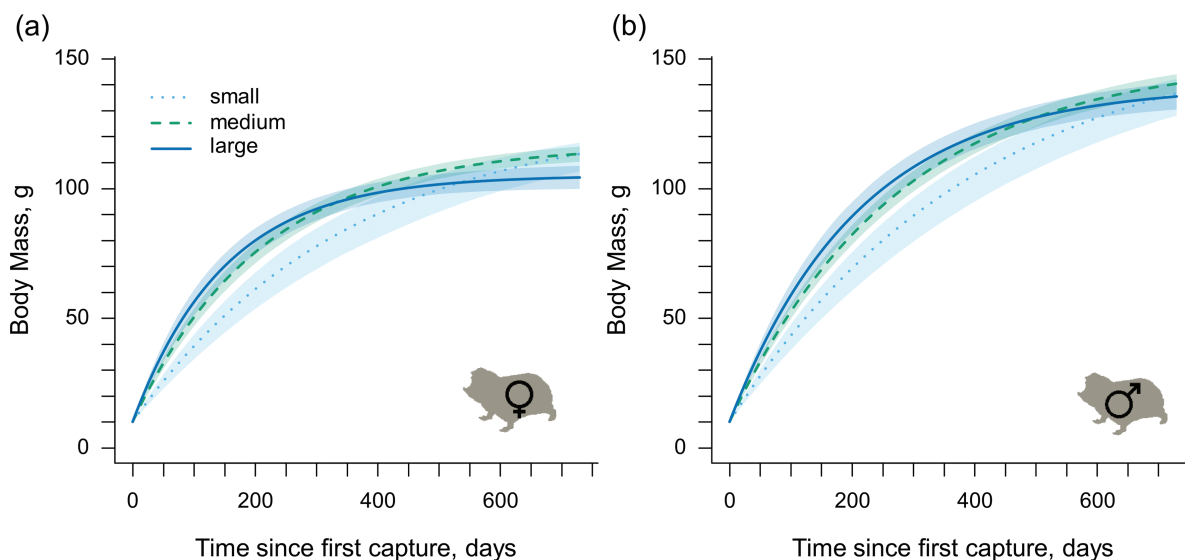 (a)
150
100
50
0
Body Mass, g
small
medium
large
0 200 400 600
Time since first capture, days
(b)
150
100
50
0
Body Mass, g
0 200 400 600
Time since first capture, days